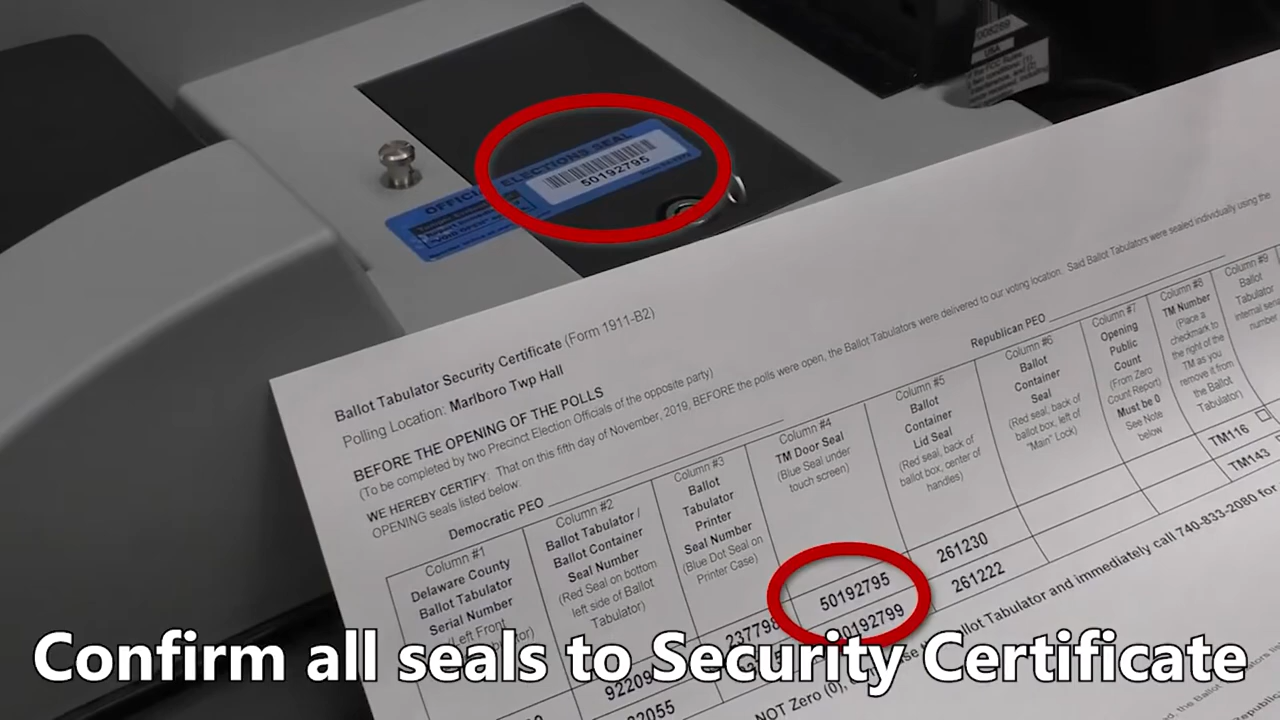 008269
USA
OFFICIAL ELECTIONS SEAL
50192795
Ballot Tabulator Security Certificate (Form 1911-B2)
Polling Location: Marlboro Twp Hall
BEFORE THE OPENING OF THE POLLS
(To be completed by two Precinct Election Officials of the opposite party)
WE HEREBY CERTIFY. That on this fifth day of November, 2019, BEFORE the polls were open, the Ballot Tabulators were delivered to our voting location. Said Ballot Tabulators were sealed individually using the
OPENING seals listed below.
Democratic PEO
Republican PEO
Column #1
Delaware County
Ballot Tabulator
Serial Number
(Left Front
Column #2
Ballot Tabulator /
Ballot Container
Seal Number
(Red Seal on bottom
left side of Ballot
Tabulator)
Column #3
Ballot
Tabulator
Printer
Seal Number
(Blue Dot Seal on
Printer Case)
Column #4
TM Door Seal
(Blue Seal under
touch screen)
Column #5
Ballot
Container
Lid Seal
(Red seal, back of
ballot box, center of
handles)
Column #6
Ballot
Container
Seal
(Red seal, back of
ballot box, left of
"Main" Lock)
Column #7
Opening
Public
Count
(From Zero
Count Report)
Must be 0
See Note
below
Column #8
TM Number
(Place a
checkmark to
the right of the
TM as you
remove it from
the Ballot
Tabulator)
Column #9
Ballot
Tabulator
internal
number
237798
50192795
261230
TM116
50192799
261222
TM143
NOT Zero (0),
Ballot Tabulator and immediately call 740-833-2080 for
Confirm all seals to Security Certificate